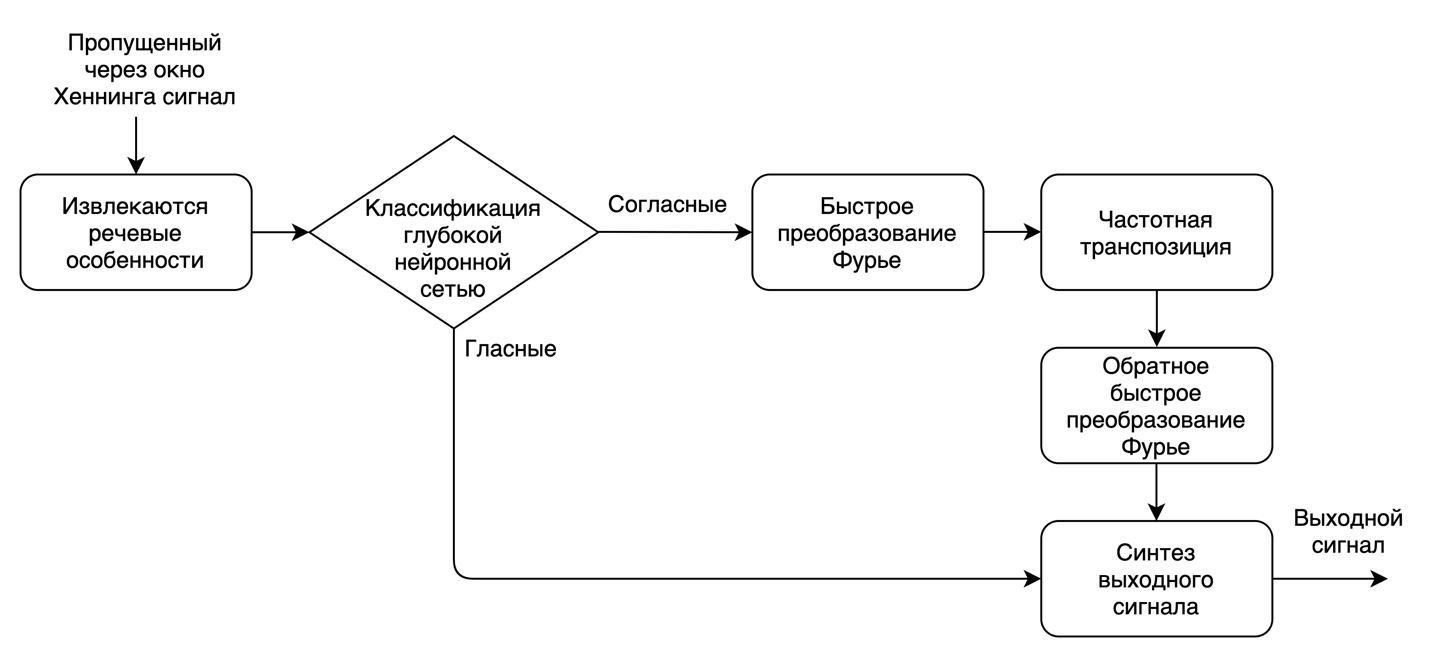 Пропущенный
через окно
Хеннинга сигнал
Извлекаются
речевые
особенности
Классификация
глубокой
нейронной
сетью
Согласные
Быстрое
преобразование
Фурье
Частотная
транспозиция
Гласные
Обратное
быстрое
преобразование
Фурье
Синтез
выходного
сигнала
Выходной
сигнал